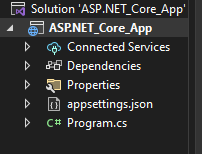 Solution 'ASP.NET_Core_App'
ASP.NET_Core_App
Connected Services
Dependencies
Properties
appsettings.json
C# Program.cs